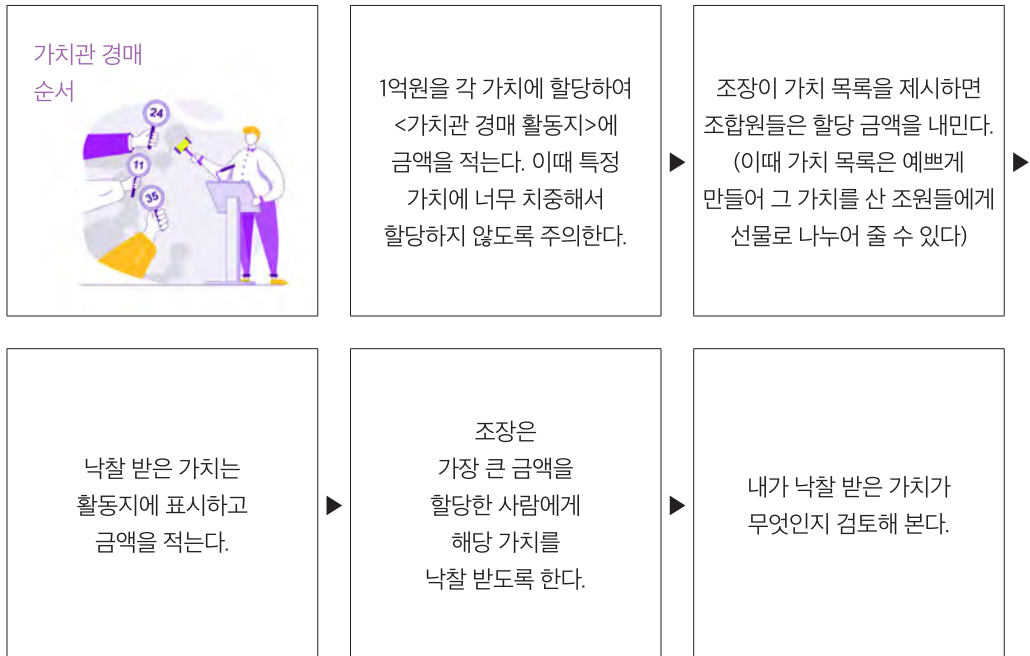 가치관 경매
순서
24
11
35
1억원을 각 가치에 할당하여
<가치관 경매 활동지>에
금액을 적는다. 이때 특정
가치에 너무 치중해서
할당하지 않도록 주의한다.
▶
조장이 가치 목록을 제시하면
조합원들은 할당 금액을 내민다.
(이때 가치 목록은 예쁘게
만들어 그 가치를 산 조원들에게
선물로 나누어 줄 수 있다)
▶
낙찰 받은 가치는
활동지에 표시하고
금액을 적는다.
▶
조장은
가장 큰 금액을
할당한 사람에게
해당 가치를
낙찰 받도록 한다.
▶
내가 낙찰 받은 가치가
무엇인지 검토해 본다.